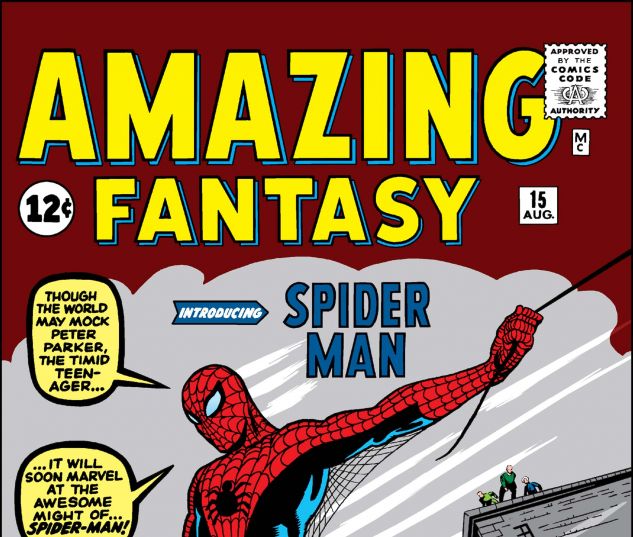 AMAZING
FANTASY
APPROVED
BY THE
COMICS
CODE
CA
AUTHORITY
MC
12¢
15
AUG.
INTRODUCING
SPIDER
MAN
THOUGH
THE WORLD
MAY MOCK
PETER
PARKER,
THE TIMID
TEEN-
AGER...
...IT WILL
SOON MARVEL
AT THE
AWESOME
MIGHT OF...
SPIDER-MAN!